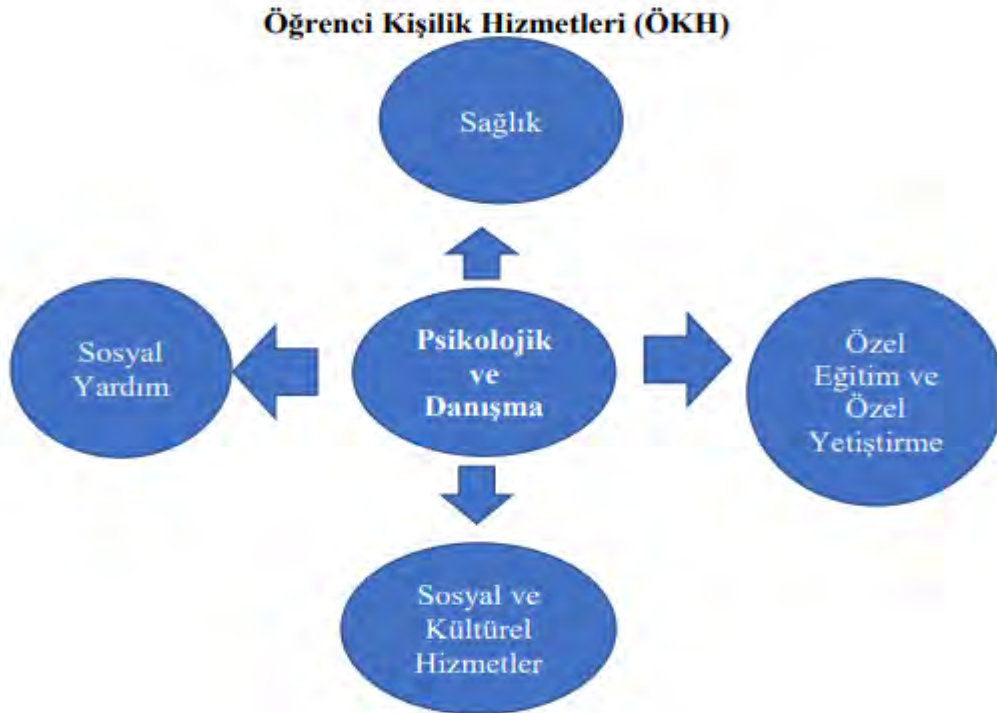 Öğrenci Kişilik Hizmetleri (ÖKH)
Sağlık
Sosyal
Yardım
Psikolojik
ve
Danışma
Özel
Eğitim ve
Özel
Yetiştirme
Sosyal ve
Kültürel
Hizmetler